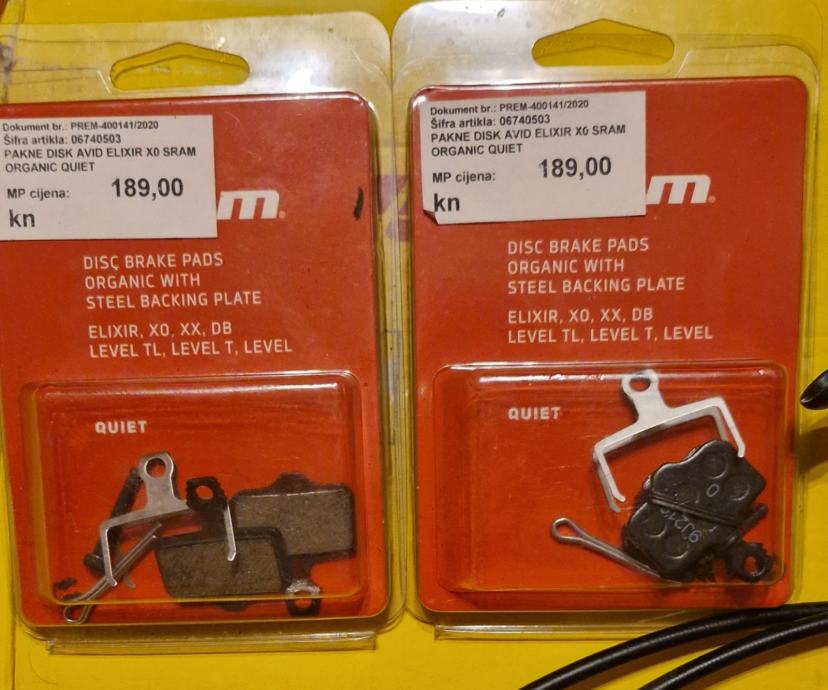 Dokument br.: PREM-400141/2020
Šifra artikla: 06740503
PAKNE DISK AVID ELIXIR X0 SRAM
ORGANIC QUIET
MP cijena: 189,00
kn
m
DISC BRAKE PADS
ORGANIC WITH
STEEL BACKING PLATE
ELIXIR, X0, XX, DB
LEVEL TL, LEVEL T, LEVEL
QUIET
Dokument br.: PREM-400141/2020
Šifra artikla: 06740503
PAKNE DISK AVID ELIXIR X0 SRAM
ORGANIC QUIET
MP cijena: 189,00
kn
m
DISC BRAKE PADS
ORGANIC WITH
STEEL BACKING PLATE
ELIXIR, X0, XX, DB
LEVEL TL, LEVEL T, LEVEL
QUIET